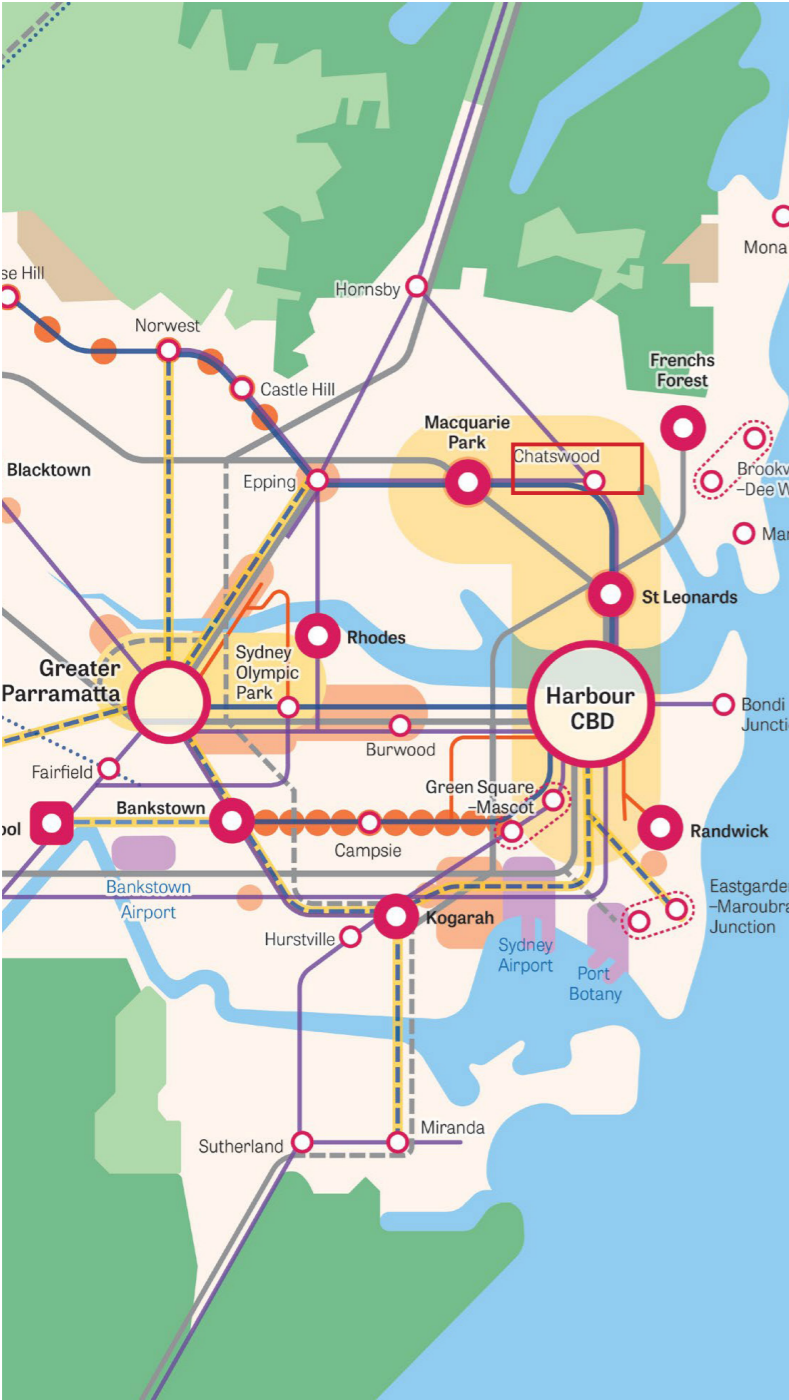 Mona
se Hill
Hornsby
Norwest
Frenchs
Forest
Castle Hill
Macquarie
Park
Chatswood
Blacktown
Epping
Brookv
–Dee W
Mar
St Leonards
Rhodes
Greater
Parramatta
Sydney
Olympic
Park
Harbour
CBD
Bondi
Juncti
Burwood
Fairfield
Green Square
–Mascot
Bankstown
ool
Randwick
Campsie
Bankstown
Airport
Eastgarden
–Maroubra
Junction
Kogarah
Hurstville
Sydney
Airport
Port
Botany
Miranda
Sutherland